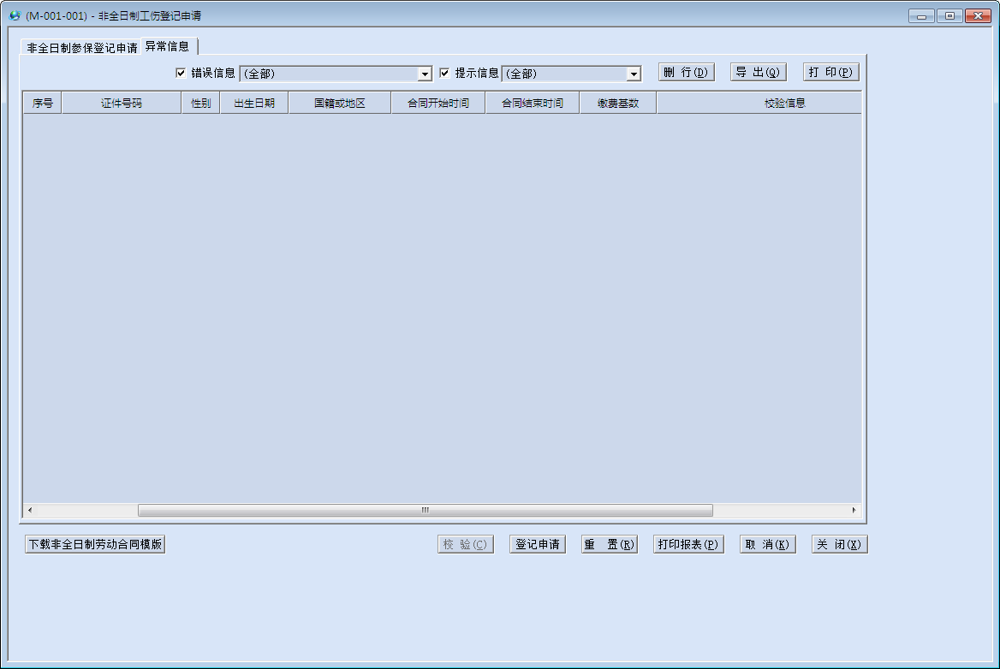 (M-001-001) - 非全日制工伤登记申请
非全日制参保登记申请 异常信息
错误信息 (全部) 提示信息 (全部) 删 行(D) 导 出(Q) 打 印(P)
序号 证件号码 性别 出生日期 国籍或地区 合同开始时间 合同结束时间 缴费基数 校验信息
下载非全日制劳动合同模版 校 验(C) 登记申请 重 置(R) 打印报表(P) 取 消(K) 关 闭(X)